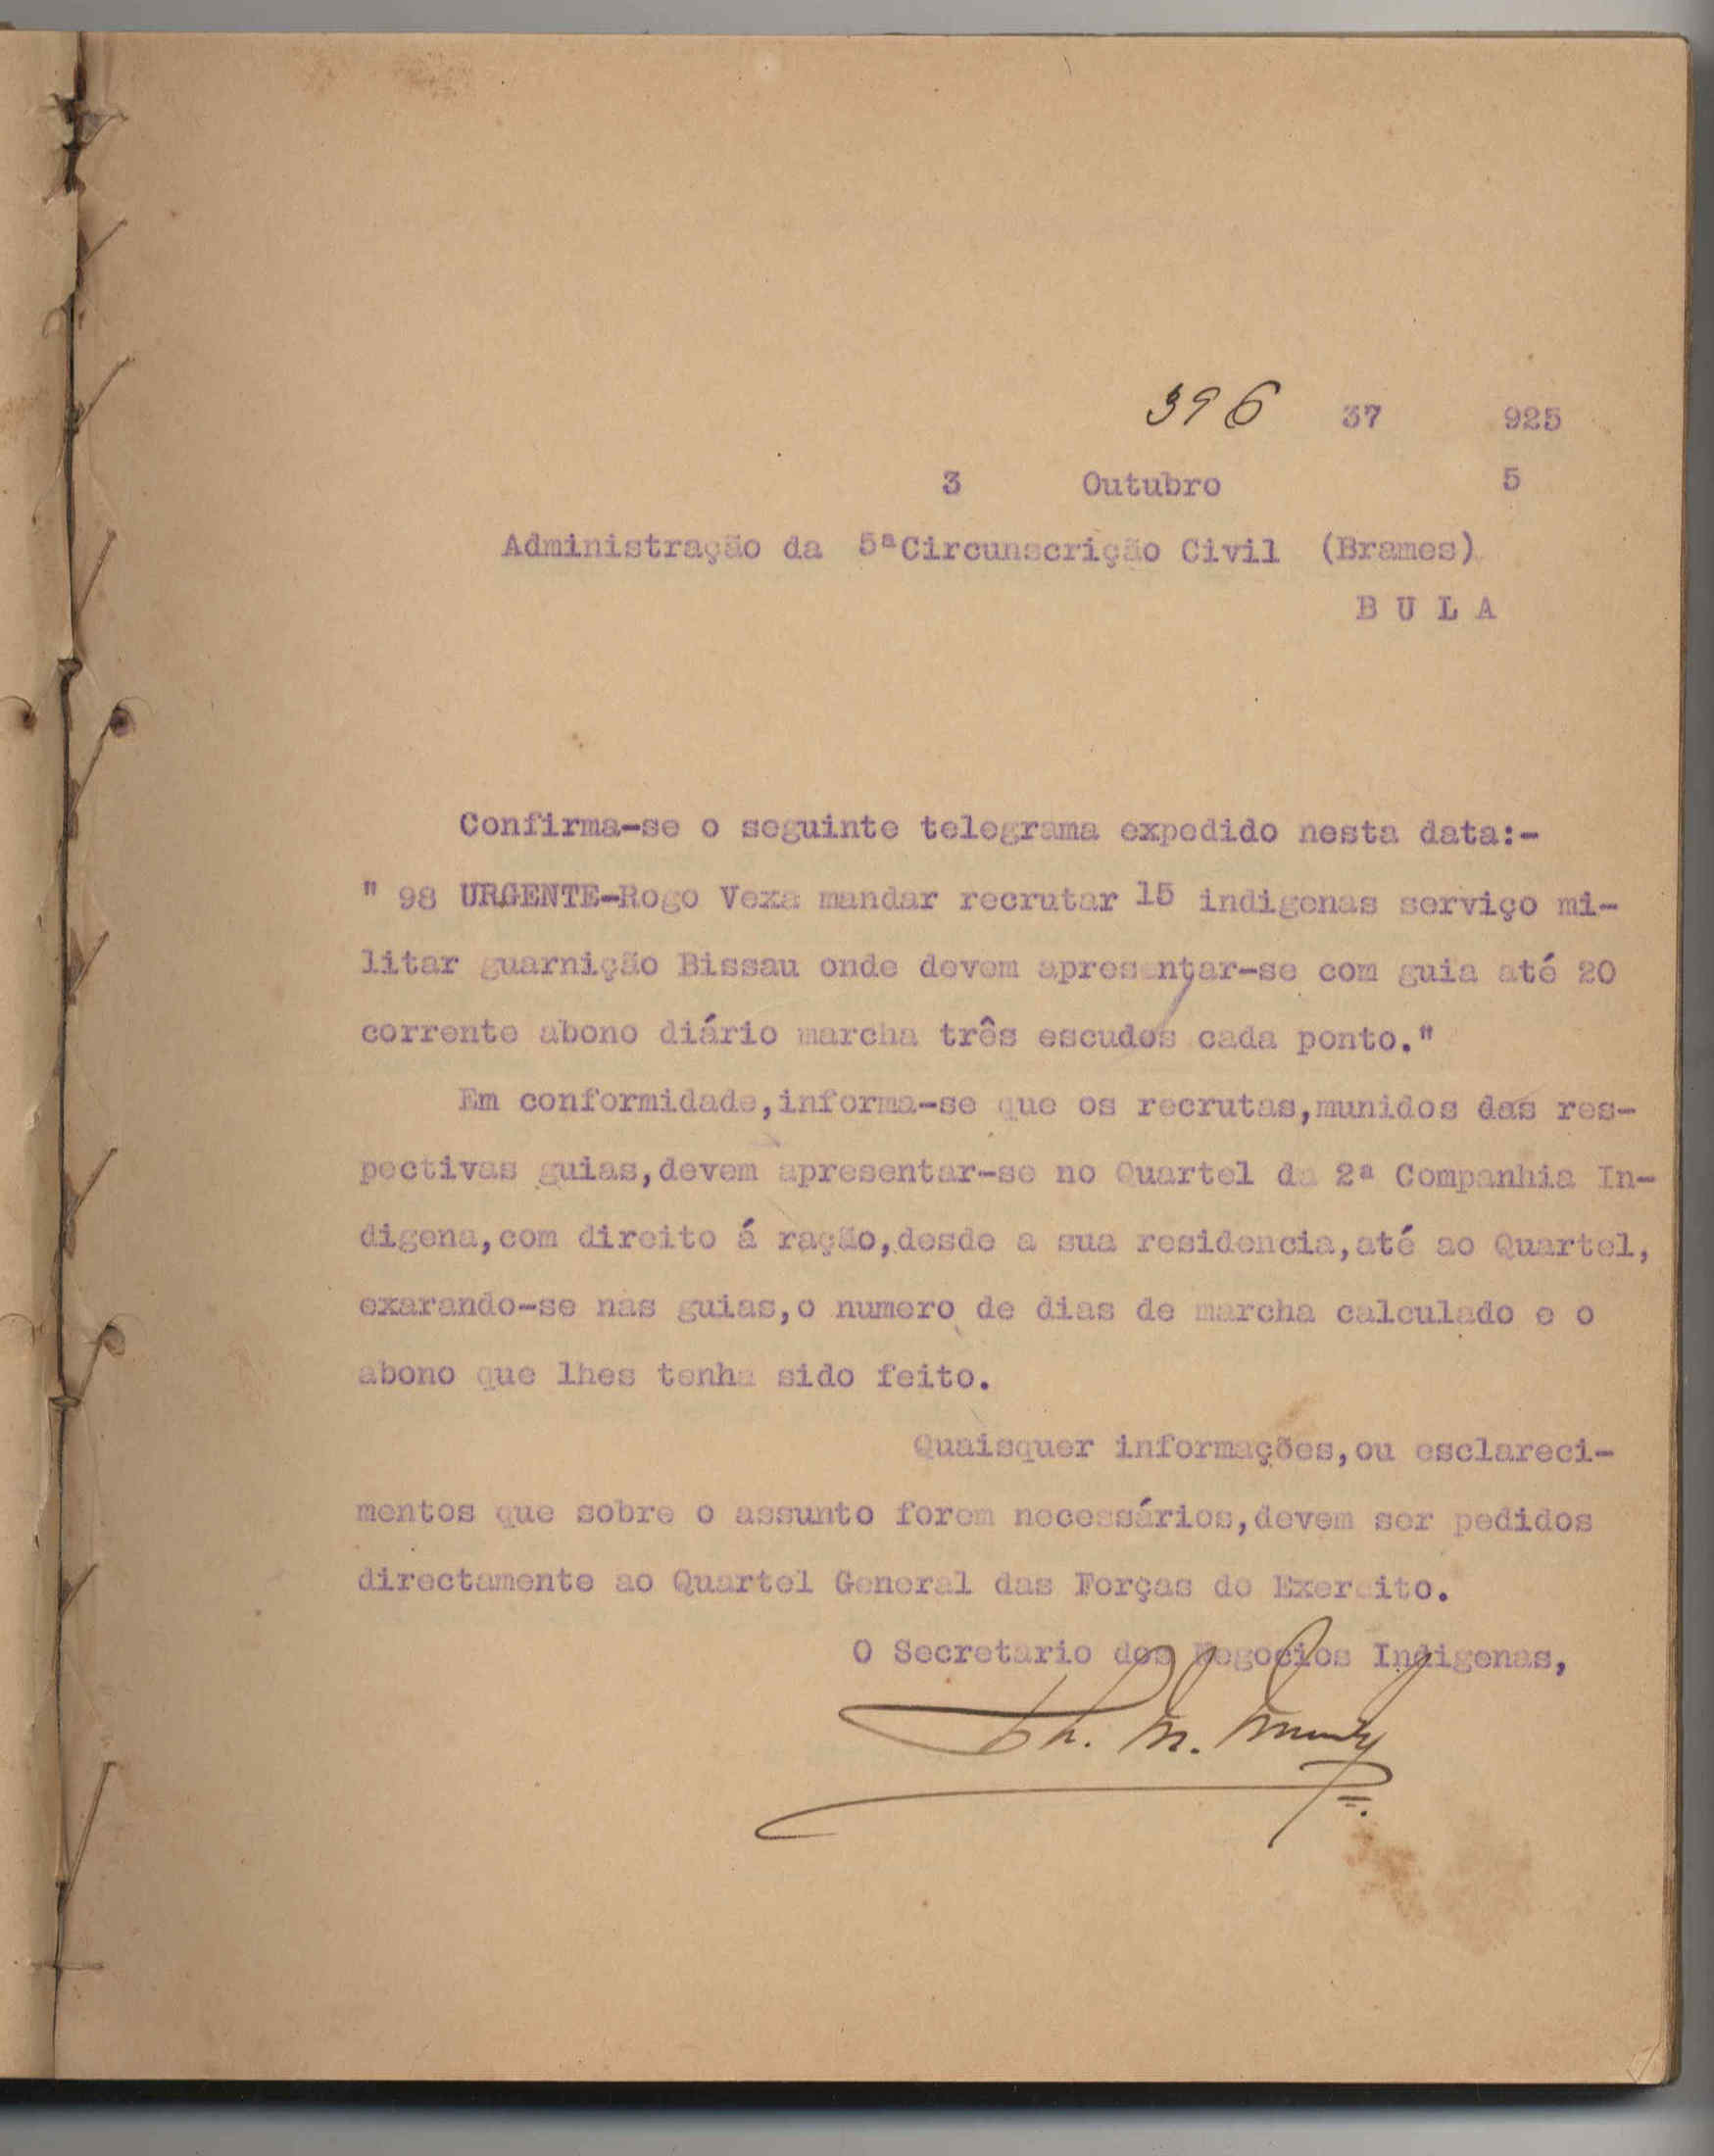 396 37 925
3 Outubro 5
Administração da 5ª Circunscrição Civil (Brames)
B U L A
Confirma-se o seguinte telegrama expedido nesta data:-
" 98 URGENTE-Rogo Vexa mandar recrutar 15 indigenas serviço mi-
litar guarnição Bissau onde devem apresentar-se com guia até 20
corrente abono diário marcha três escudos cada ponto."
Em conformidade,informa-se que os recrutas,munidos das res-
pectivas guias,devem apresentar-se no Quartel da 2ª Companhia In-
digena,com direito á ração,desde a sua residencia,até ao Quartel,
exarando-se nas guias,o numero de dias de marcha calculado e o
abono que lhes tenha sido feito.
Quaisquer informações,ou esclareci-
mentos que sobre o assunto forem necessários,devem ser pedidos
directamente ao Quartel General das Forças do Exercito.
O Secretario dos Negocios Indigenas,